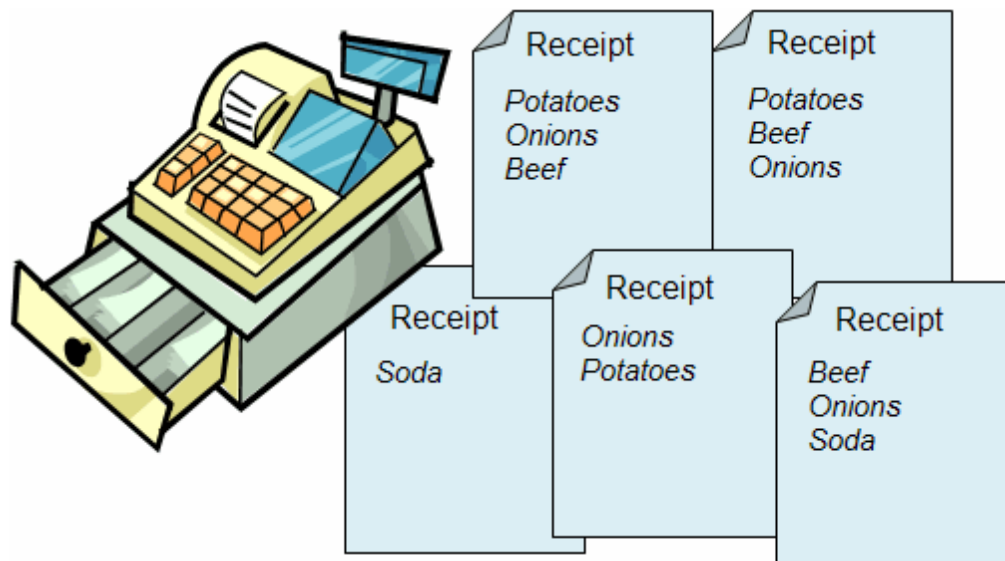 Receipt
Potatoes
Onions
Beef
Receipt
Potatoes
Beef
Onions
Receipt
Soda
Receipt
Onions
Potatoes
Receipt
Beef
Onions
Soda